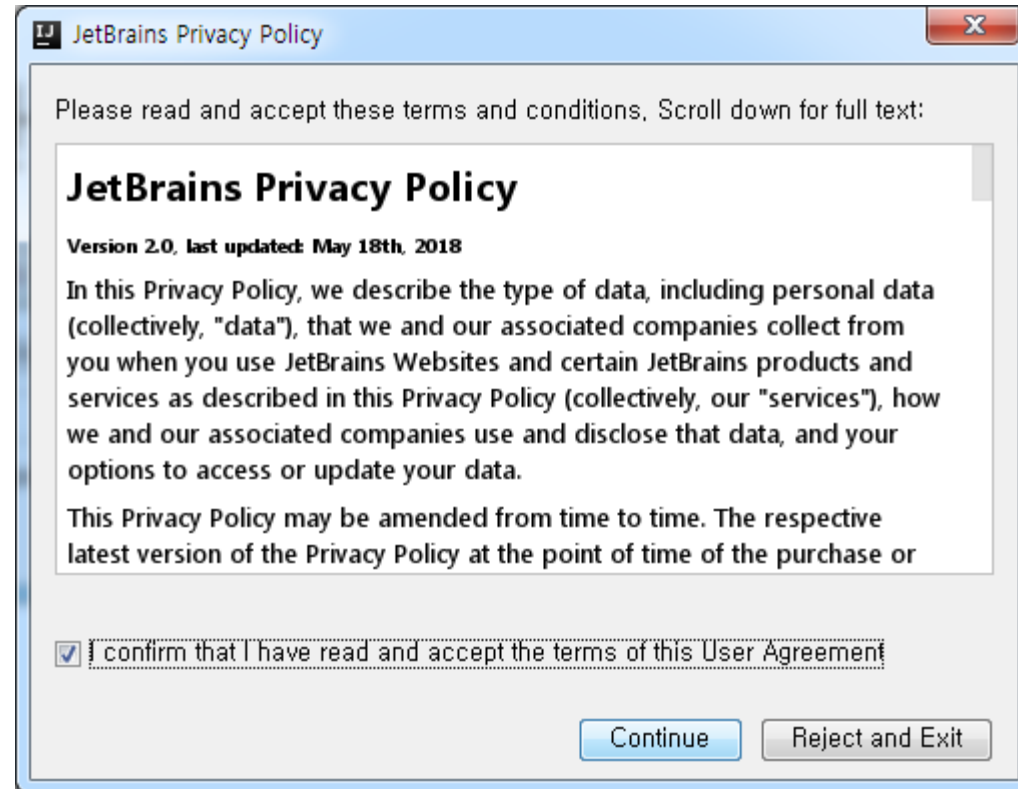 IJ JetBrains Privacy Policy
Please read and accept these terms and conditions, Scroll down for full text:
JetBrains Privacy Policy
Version 2.0, last updated: May 18th, 2018
In this Privacy Policy, we describe the type of data, including personal data
(collectively, "data"), that we and our associated companies collect from
you when you use JetBrains Websites and certain JetBrains products and
services as described in this Privacy Policy (collectively, our "services"), how
we and our associated companies use and disclose that data, and your
options to access or update your data.
This Privacy Policy may be amended from time to time. The respective
latest version of the Privacy Policy at the point of time of the purchase or
I confirm that I have read and accept the terms of this User Agreement
Continue Reject and Exit